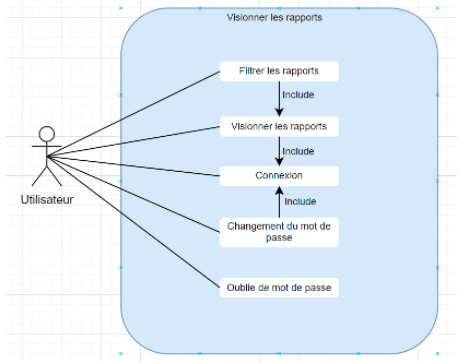 Visionner les rapports
Filtrer les rapports
Include
Visionner les rapports
Include
Connexion
Include
Utilisateur
Changement du mot de
passe
Oublie de mot de passe